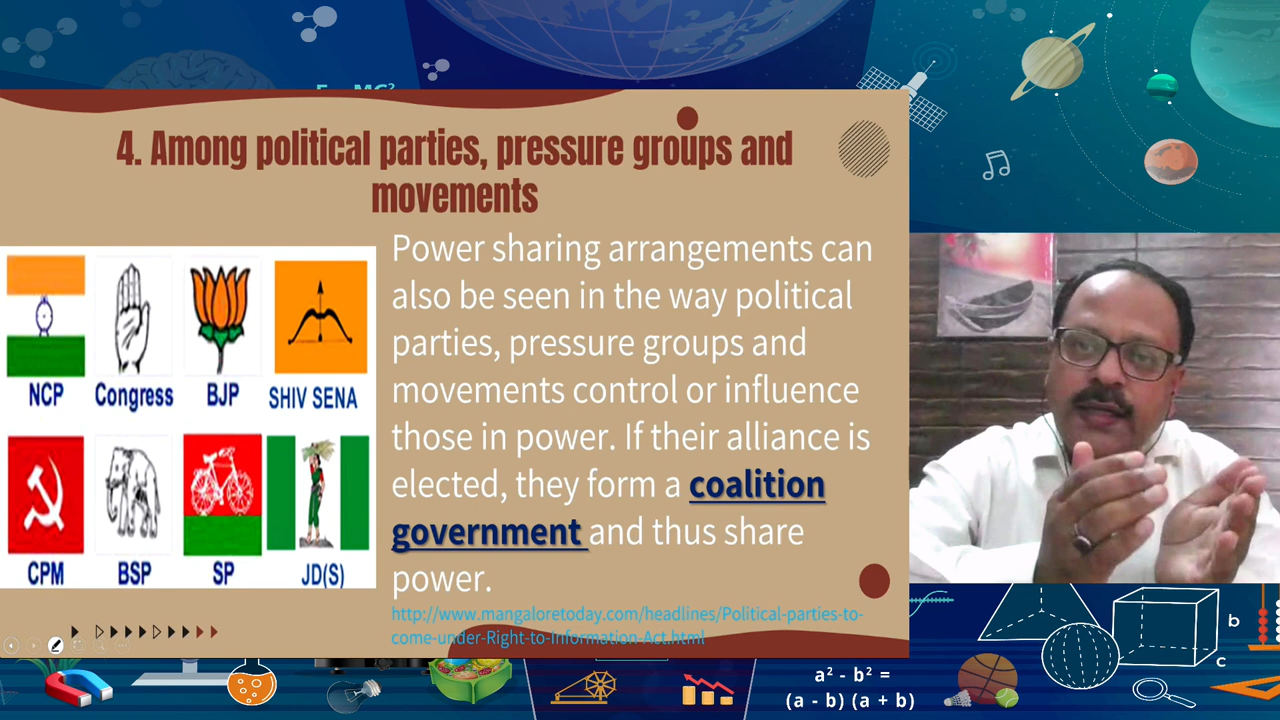 E=MC²
4. Among political parties, pressure groups and
movements
Power sharing arrangements can
also be seen in the way political
parties, pressure groups and
movements control or influence
those in power. If their alliance is
elected, they form a coalition
government and thus share
power.
http://www.mangaloretoday.com/headlines/Political-parties-to-
come-under-Right-to-Information-Act.html
NCP Congress BJP SHIV SENA
CPM BSP SP JD(S)
a² - b² =
(a - b) (a + b)
b
c